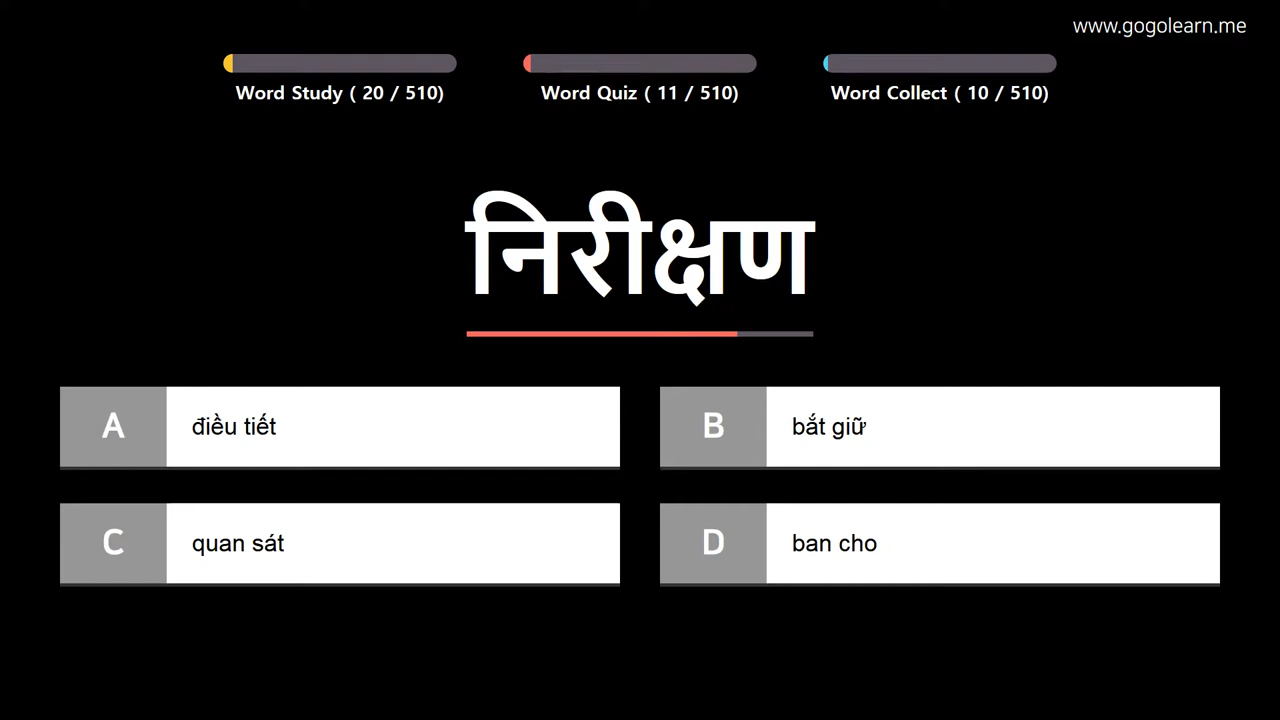 www.gogolearn.me
Word Study ( 20 / 510)
Word Quiz ( 11 / 510)
Word Collect ( 10 / 510)
निरीक्षण
A điều tiết
B bắt giữ
C quan sát
D ban cho